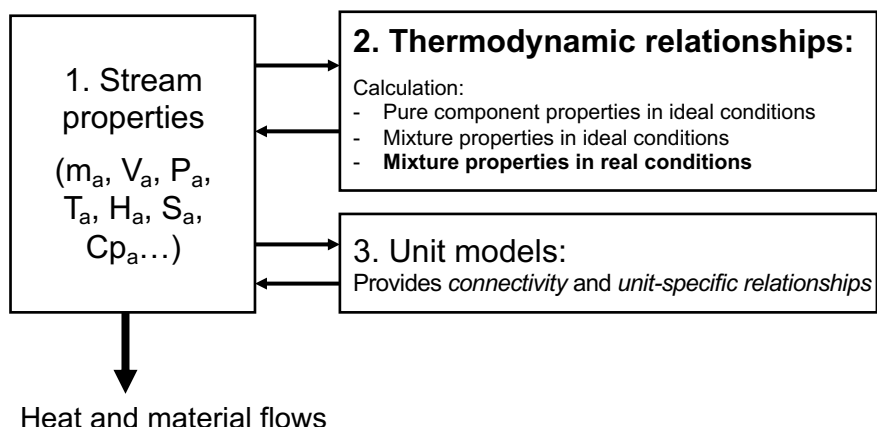 1. Stream
properties
(mₐ, Vₐ, Pₐ,
Tₐ, Hₐ, Sₐ,
Cpₐ…)
2. Thermodynamic relationships:
Calculation:
- Pure component properties in ideal conditions
- Mixture properties in ideal conditions
- Mixture properties in real conditions
3. Unit models:
Provides connectivity and unit-specific relationships
Heat and material flows